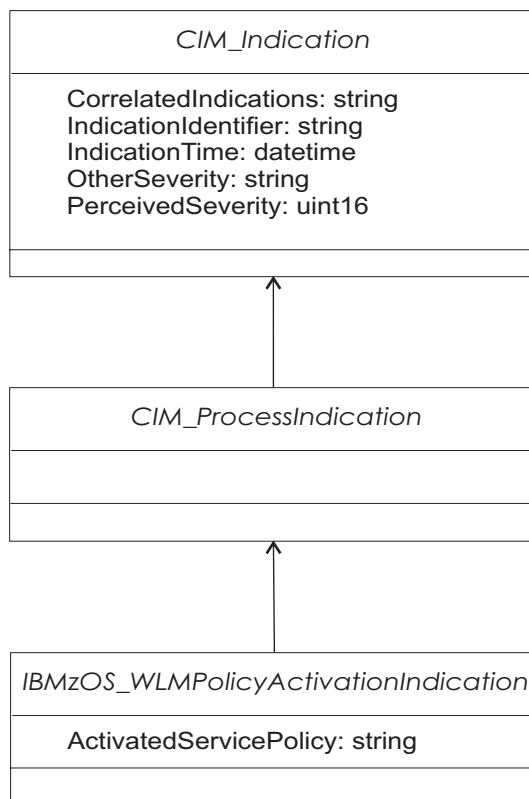 CIM_Indication
CorrelatedIndications: string
IndicationIdentifier: string
IndicationTime: datetime
OtherSeverity: string
PerceivedSeverity: uint16
CIM_ProcessIndication
IBMzOS_WLMPolicyActivationIndication
ActivatedServicePolicy: string